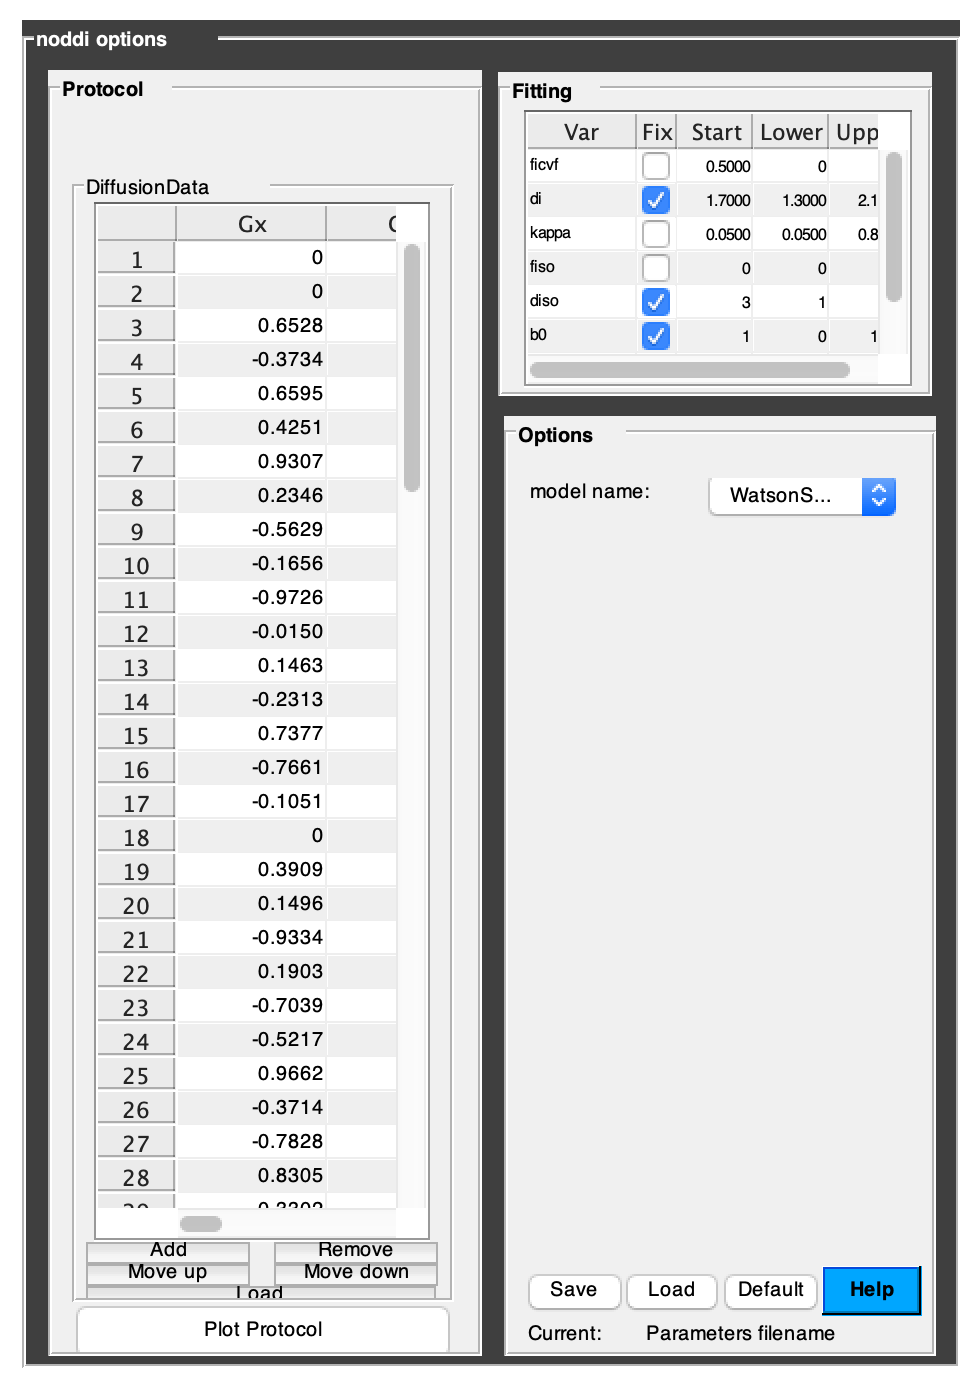 noddi options
Protocol
DiffusionData
Gx
1 0
2 0
3 0.6528
4 -0.3734
5 0.6595
6 0.4251
7 0.9307
8 0.2346
9 -0.5629
10 -0.1656
11 -0.9726
12 -0.0150
13 0.1463
14 -0.2313
15 0.7377
16 -0.7661
17 -0.1051
18 0
19 0.3909
20 0.1496
21 -0.9334
22 0.1903
23 -0.7039
24 -0.5217
25 0.9662
26 -0.3714
27 -0.7828
28 0.8305
Add Remove
Move up Move down
Load
Plot Protocol
Fitting
Var Fix Start Lower Upp
ficvf 0.5000 0
di 1.7000 1.3000 2.1
kappa 0.0500 0.0500 0.8
fiso 0 0
diso 3 1
b0 1 0 1
Options
model name: WatsonS...
Save Load Default Help
Current: Parameters filename